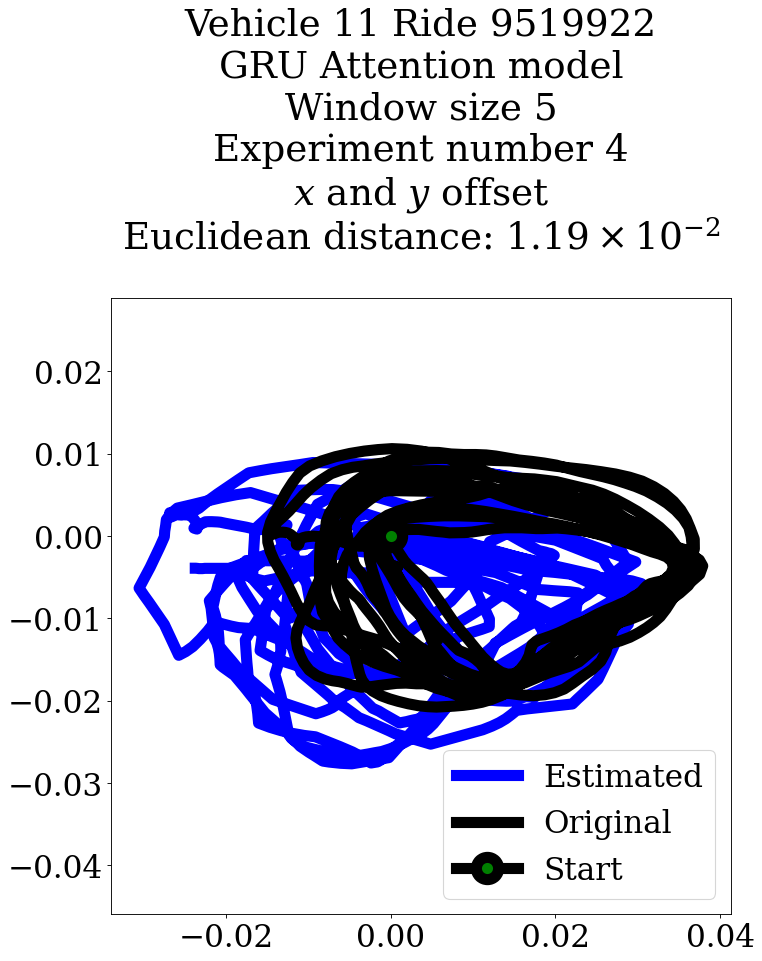 Vehicle 11 Ride 9519922
GRU Attention model
Window size 5
Experiment number 4
x and y offset
Euclidean distance: 1.19 × 10⁻²
0.02
0.01
0.00
−0.01
−0.02
−0.03
−0.04
Estimated
Original
Start
−0.02 0.00 0.02 0.04